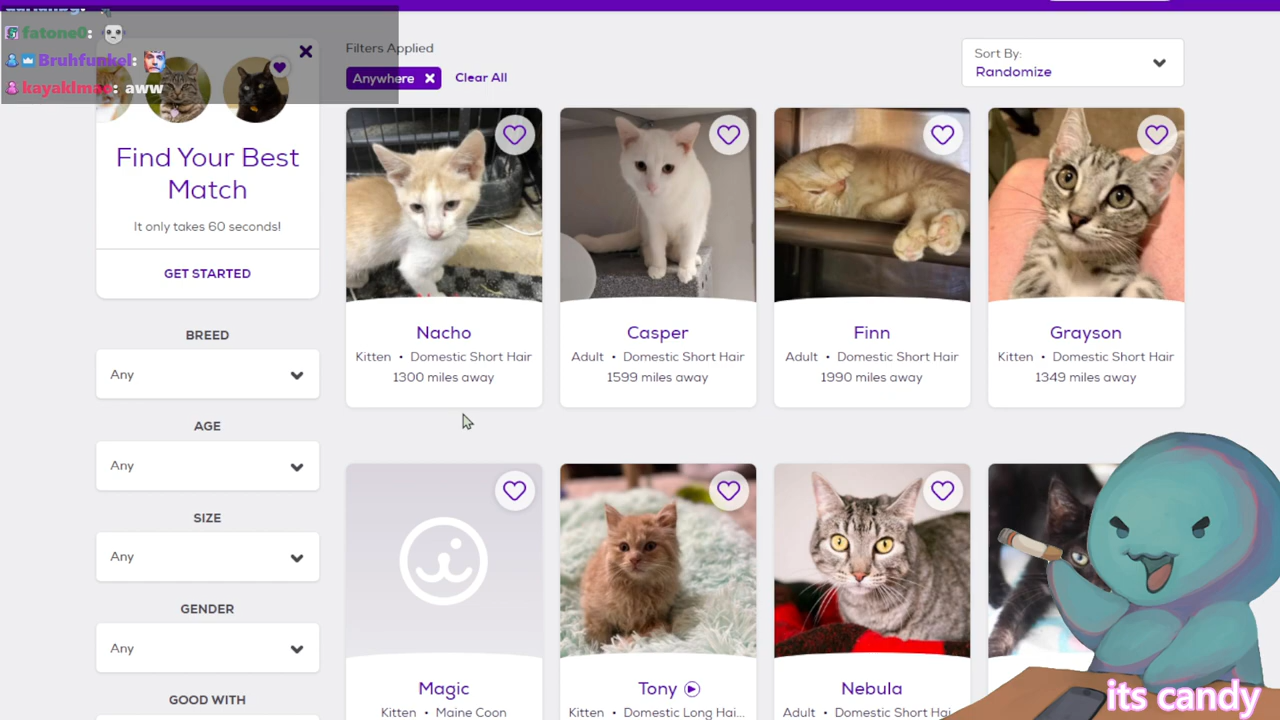 fatone0:
Bruhfunkel:
kayaklmao: aww
Find Your Best
Match
It only takes 60 seconds!
GET STARTED
BREED
Any
AGE
Any
SIZE
Any
GENDER
Any
GOOD WITH
Filters Applied
Anywhere
Clear All
Sort By:
Randomize
Nacho
Kitten • Domestic Short Hair
1300 miles away
Casper
Adult • Domestic Short Hair
1599 miles away
Finn
Adult • Domestic Short Hair
1990 miles away
Grayson
Kitten • Domestic Short Hair
1349 miles away
Magic
Kitten • Maine Coon
Tony
Kitten • Domestic Long Hai...
Nebula
Adult • Domestic Short Hai
its candy